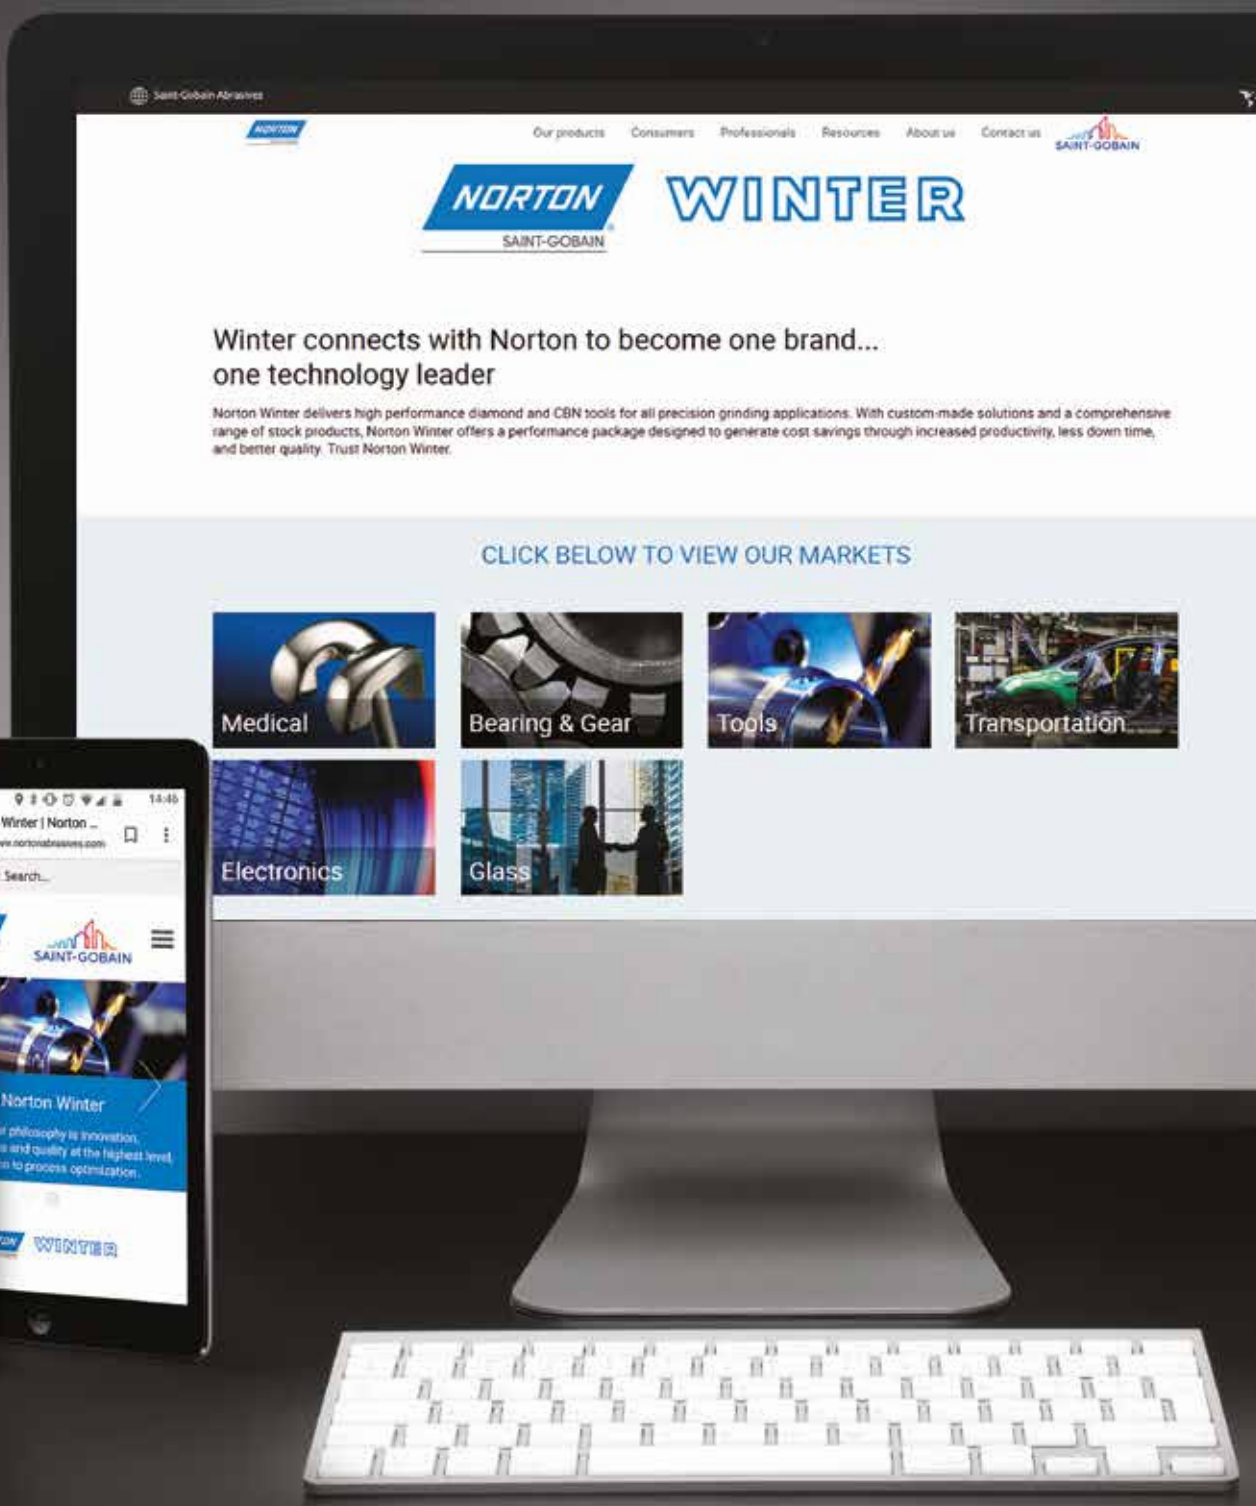 Saint-Gobain Abrasives
NORTON
Our products Consumers Professionals Resources About us Contact us
SAINT-GOBAIN
NORTON
SAINT-GOBAIN
WINTER
Winter connects with Norton to become one brand...
one technology leader
Norton Winter delivers high performance diamond and CBN tools for all precision grinding applications. With custom-made solutions and a comprehensive
range of stock products, Norton Winter offers a performance package designed to generate cost savings through increased productivity, less down time,
and better quality. Trust Norton Winter.
CLICK BELOW TO VIEW OUR MARKETS
Medical
Bearing & Gear
Tools
Transportation
Electronics
Glass
14:46
Winter | Norton ...
nortonabrasives.com
Search...
SAINT-GOBAIN
Norton Winter
philosophy is innovation,
and quality at the highest level,
to process optimization.
WINTER